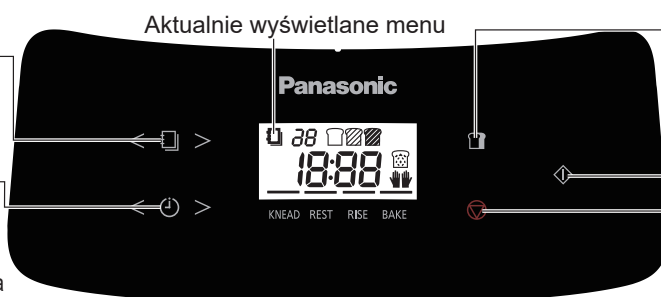 Aktualnie wyświetlane menu
Panasonic
38 
18:88
KNEAD REST RISE BAKE
a